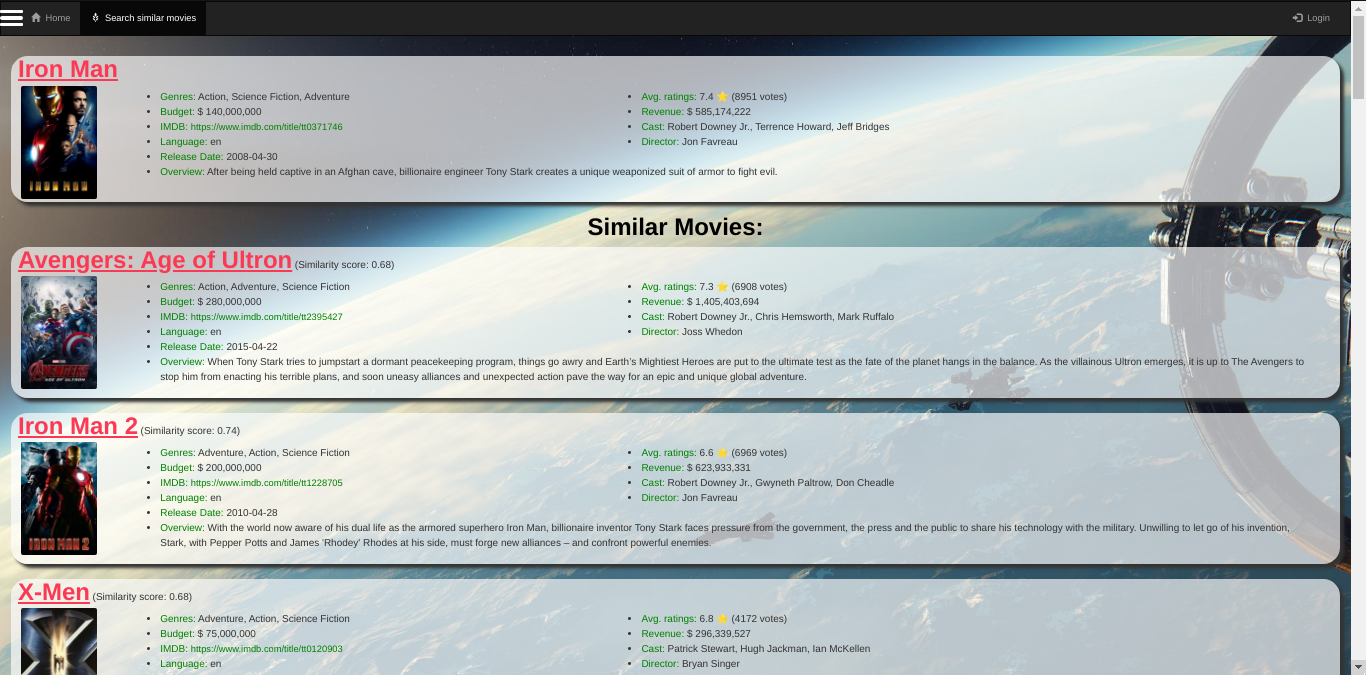 Home Search similar movies Login
Iron Man
Genres: Action, Science Fiction, Adventure
Budget: $ 140,000,000
IMDB: https://www.imdb.com/title/tt0371746
Language: en
Release Date: 2008-04-30
Avg. ratings: 7.4 ⭐ (8951 votes)
Revenue: $ 585,174,222
Cast: Robert Downey Jr., Terrence Howard, Jeff Bridges
Director: Jon Favreau
Overview: After being held captive in an Afghan cave, billionaire engineer Tony Stark creates a unique weaponized suit of armor to fight evil.
IRON MAN
Similar Movies:
Avengers: Age of Ultron (Similarity score: 0.68)
Genres: Action, Adventure, Science Fiction
Budget: $ 280,000,000
IMDB: https://www.imdb.com/title/tt2395427
Language: en
Release Date: 2015-04-22
Avg. ratings: 7.3 ⭐ (6908 votes)
Revenue: $ 1,405,403,694
Cast: Robert Downey Jr., Chris Hemsworth, Mark Ruffalo
Director: Joss Whedon
Overview: When Tony Stark tries to jumpstart a dormant peacekeeping program, things go awry and Earth's Mightiest Heroes are put to the ultimate test as the fate of the planet hangs in the balance. As the villainous Ultron emerges, it is up to The Avengers to
stop him from enacting his terrible plans, and soon uneasy alliances and unexpected action pave the way for an epic and unique global adventure.
AVENGERS
AGE OF ULTRON
Iron Man 2 (Similarity score: 0.74)
Genres: Adventure, Action, Science Fiction
Budget: $ 200,000,000
IMDB: https://www.imdb.com/title/tt1228705
Language: en
Release Date: 2010-04-28
Avg. ratings: 6.6 ⭐ (6969 votes)
Revenue: $ 623,933,331
Cast: Robert Downey Jr., Gwyneth Paltrow, Don Cheadle
Director: Jon Favreau
Overview: With the world now aware of his dual life as the armored superhero Iron Man, billionaire inventor Tony Stark faces pressure from the government, the press and the public to share his technology with the military. Unwilling to let go of his invention,
Stark, with Pepper Potts and James 'Rhodey' Rhodes at his side, must forge new alliances – and confront powerful enemies.
IRON MAN 2
X-Men (Similarity score: 0.68)
Genres: Adventure, Action, Science Fiction
Budget: $ 75,000,000
IMDB: https://www.imdb.com/title/tt0120903
Language: en
Avg. ratings: 6.8 ⭐ (4172 votes)
Revenue: $ 296,339,527
Cast: Patrick Stewart, Hugh Jackman, Ian McKellen
Director: Bryan Singer